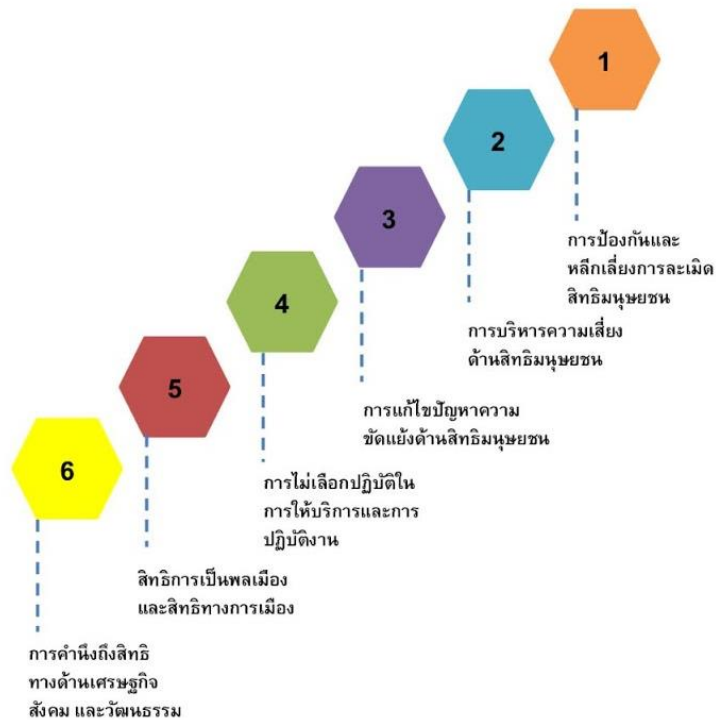 1
การป้องกันและ
หลีกเลี่ยงการละเมิด
สิทธิมนุษยชน
2
การบริหารความเสี่ยง
ด้านสิทธิมนุษยชน
3
การแก้ไขปัญหาความ
ขัดแย้งด้านสิทธิมนุษยชน
4
การไม่เลือกปฏิบัติใน
การให้บริการและการ
ปฏิบัติงาน
5
สิทธิการเป็นพลเมือง
และสิทธิทางการเมือง
6
การคำนึงถึงสิทธิ
ทางด้านเศรษฐกิจ
สังคม และวัฒนธรรม